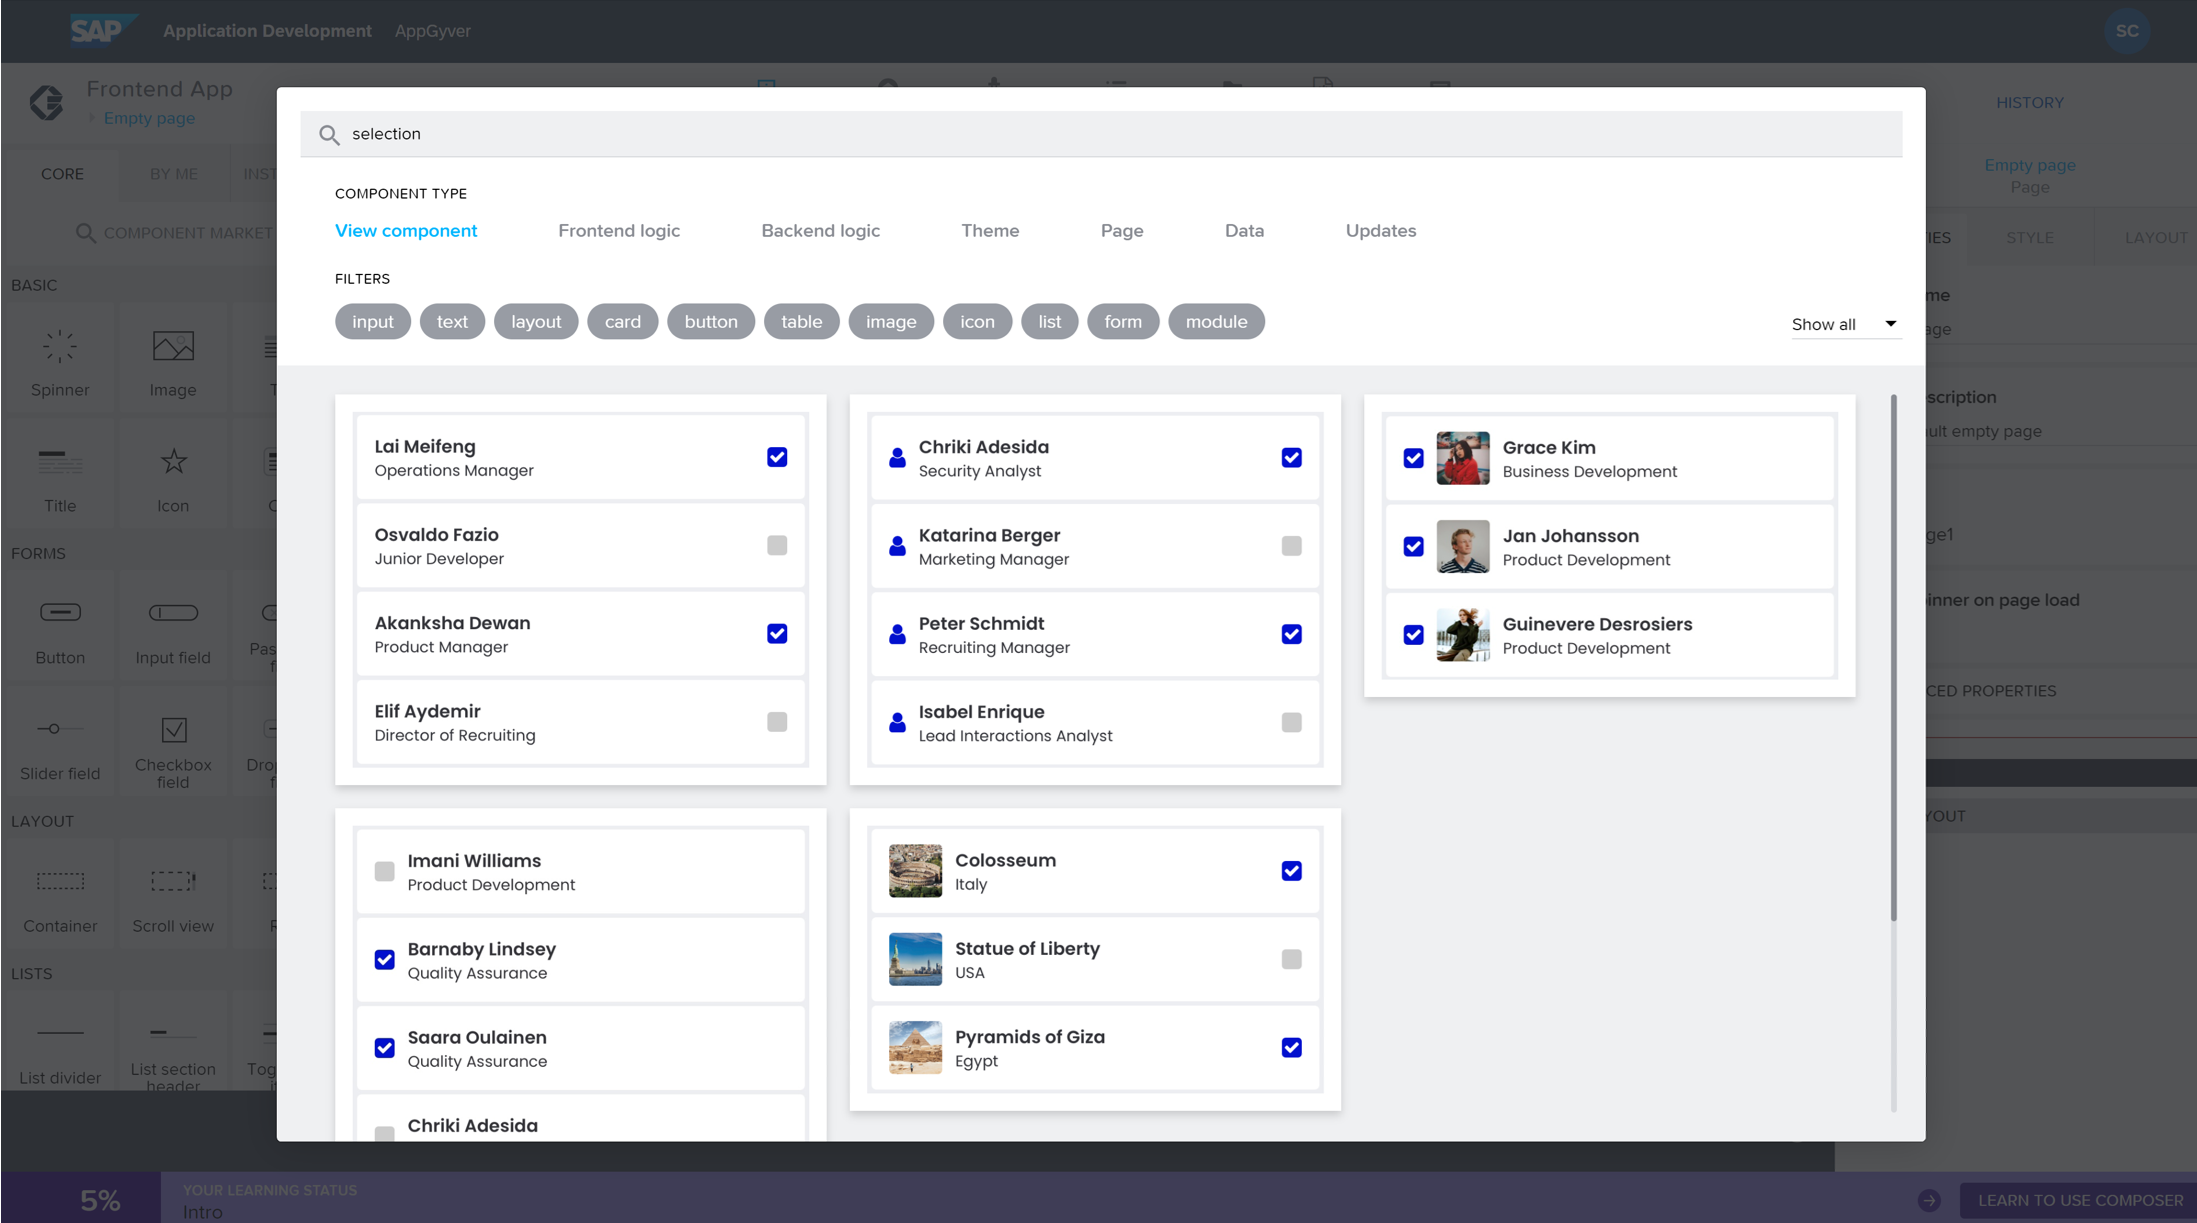 SAP Application Development AppGyver SC
Frontend App
Empty page
HISTORY
Empty page
Page
CORE BY ME INST
COMPONENT MARKET
STYLE LAYOUT
BASIC
Spinner Image
Title Icon
FORMS
Button Input field
Slider field Checkbox field
LAYOUT
Container Scroll view
LISTS
List divider List section header
selection
COMPONENT TYPE
View component Frontend logic Backend logic Theme Page Data Updates
FILTERS
input text layout card button table image icon list form module
Show all
Lai Meifeng
Operations Manager
Osvaldo Fazio
Junior Developer
Akanksha Dewan
Product Manager
Elif Aydemir
Director of Recruiting
Chriki Adesida
Security Analyst
Katarina Berger
Marketing Manager
Peter Schmidt
Recruiting Manager
Isabel Enrique
Lead Interactions Analyst
Grace Kim
Business Development
Jan Johansson
Product Development
Guinevere Desrosiers
Product Development
Imani Williams
Product Development
Barnaby Lindsey
Quality Assurance
Saara Oulainen
Quality Assurance
Chriki Adesida
Colosseum
Italy
Statue of Liberty
USA
Pyramids of Giza
Egypt
IES
me
age
scription
ult empty page
ge1
inner on page load
CED PROPERTIES
YOUT
5%
YOUR LEARNING STATUS
Intro
LEARN TO USE COMPOSER